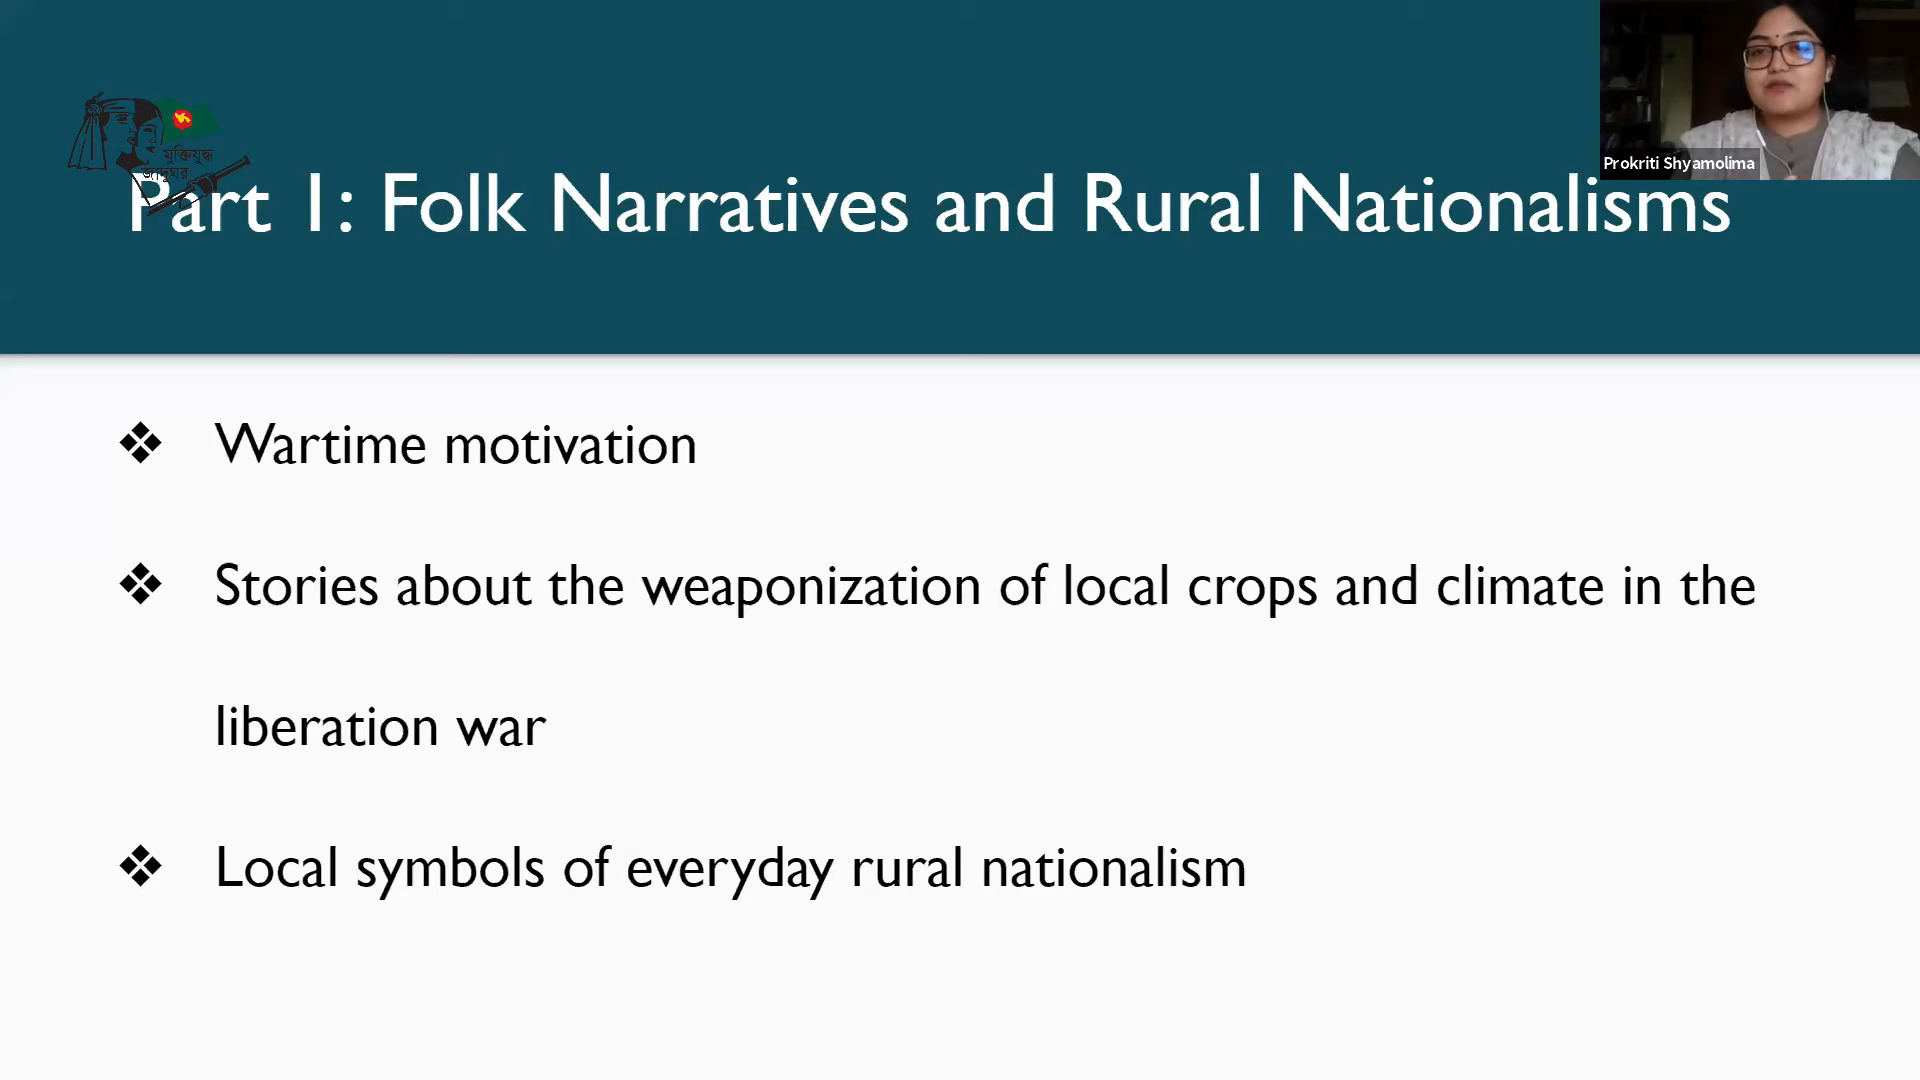 মুক্তিযুদ্ধ
জাদুঘর
Part 1: Folk Narratives and Rural Nationalisms
Prokriti Shyamolima
❖ Wartime motivation
❖ Stories about the weaponization of local crops and climate in the
liberation war
❖ Local symbols of everyday rural nationalism